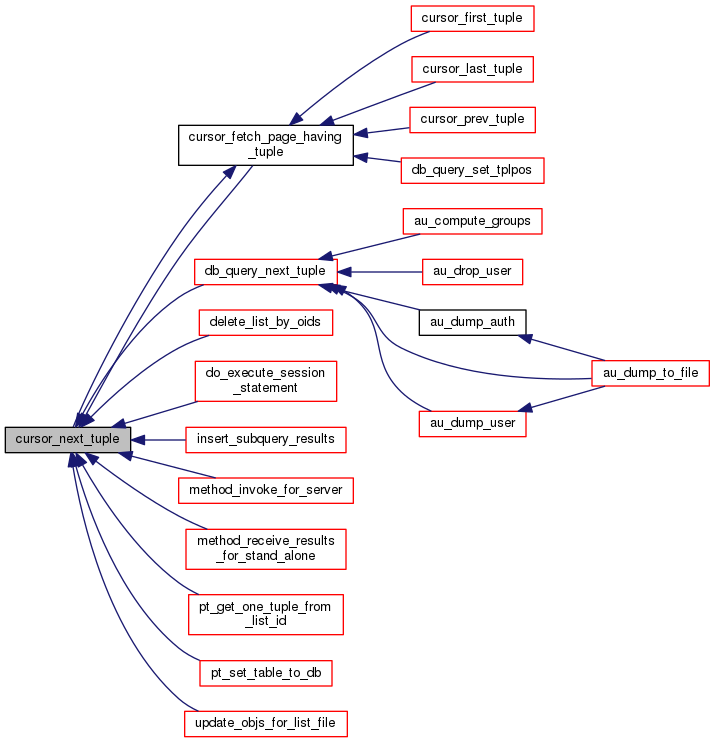 cursor_first_tuple
cursor_last_tuple
cursor_prev_tuple
cursor_fetch_page_having
_tuple
db_query_set_tplpos
au_compute_groups
db_query_next_tuple
au_drop_user
delete_list_by_oids
au_dump_auth
do_execute_session
_statement
au_dump_to_file
au_dump_user
cursor_next_tuple
insert_subquery_results
method_invoke_for_server
method_receive_results
_for_stand_alone
pt_get_one_tuple_from
_list_id
pt_set_table_to_db
update_objs_for_list_file